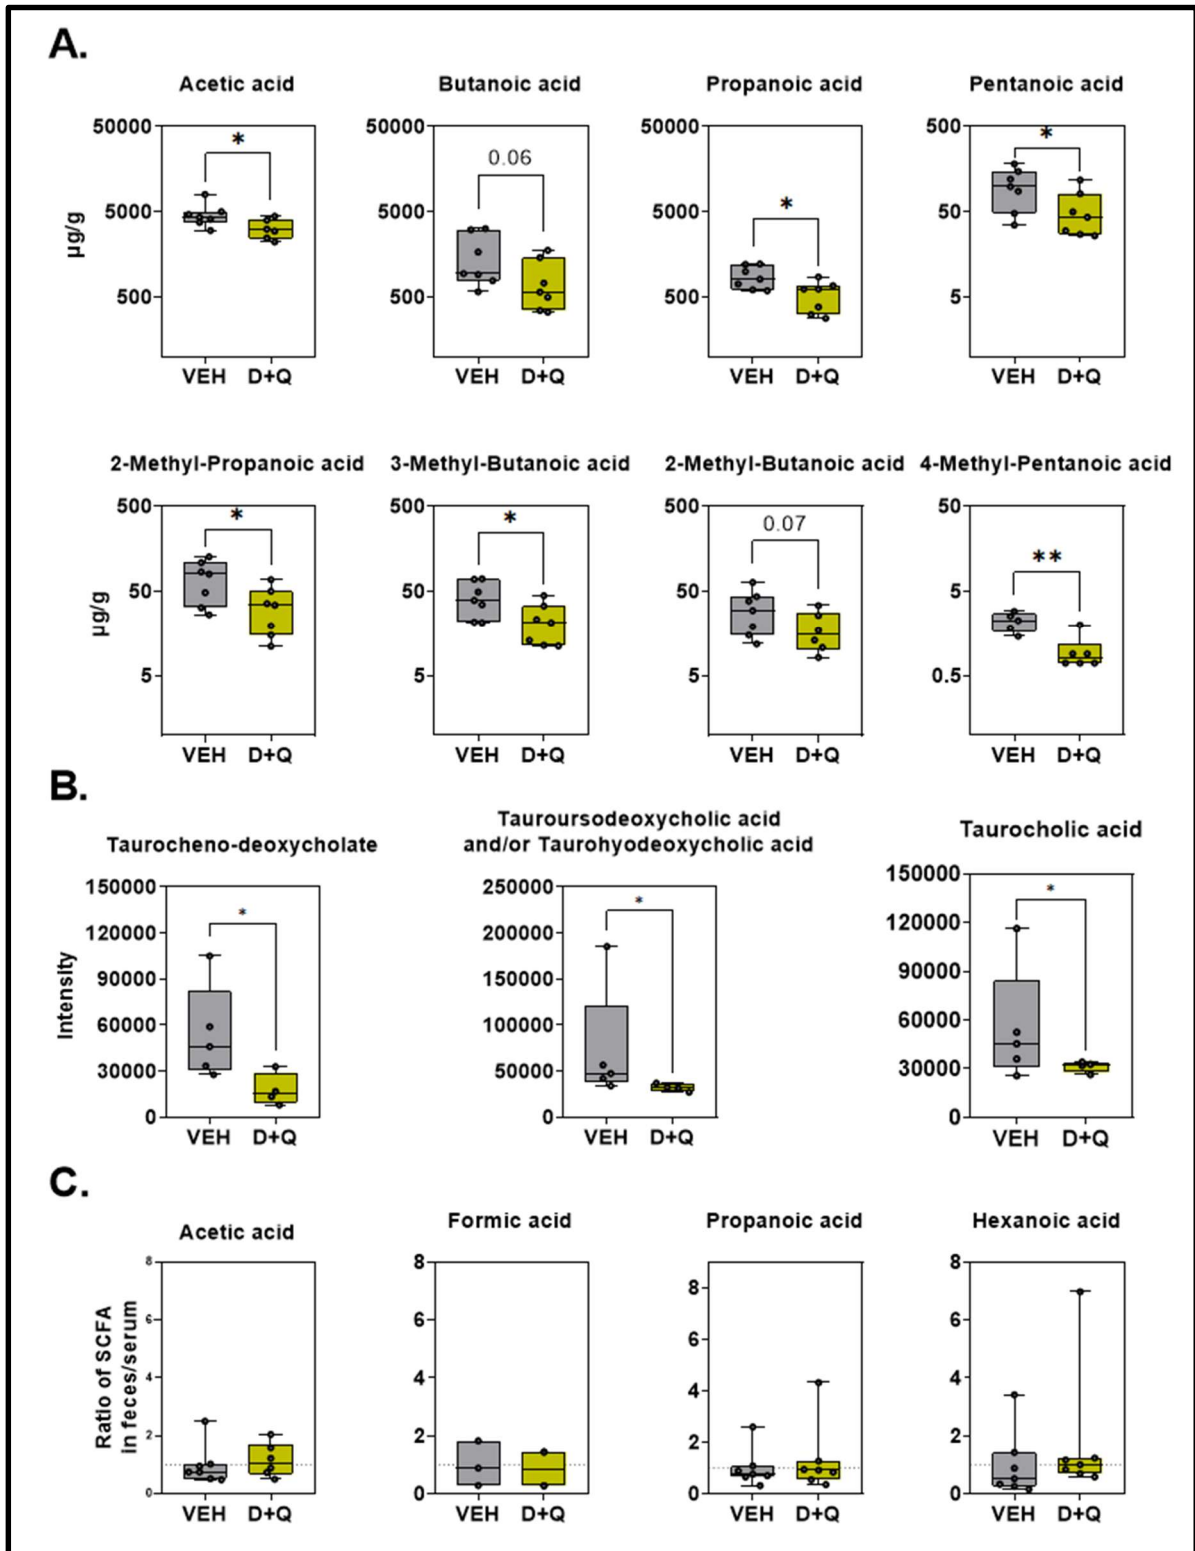 A.
Acetic acid
Butanoic acid
Propanoic acid
Pentanoic acid
50000
5000
500
µg/g
*
VEH D+Q
50000
5000
500
0.06
VEH D+Q
50000
5000
500
*
VEH D+Q
500
50
5
*
VEH D+Q
2-Methyl-Propanoic acid
3-Methyl-Butanoic acid
2-Methyl-Butanoic acid
4-Methyl-Pentanoic acid
500
50
5
µg/g
*
VEH D+Q
500
50
5
*
VEH D+Q
500
50
5
0.07
VEH D+Q
50
5
0.5
**
VEH D+Q
B.
Taurocheno-deoxycholate
Tauroursodeoxycholic acid
and/or Taurohyodeoxycholic acid
Taurocholic acid
150000
120000
90000
60000
30000
0
Intensity
*
VEH D+Q
250000
200000
150000
100000
50000
0
*
VEH D+Q
150000
120000
90000
60000
30000
0
*
VEH D+Q
C.
Acetic acid
Formic acid
Propanoic acid
Hexanoic acid
Ratio of SCFA
In feces/serum
8
6
4
2
0
VEH D+Q
8
6
4
2
0
VEH D+Q
8
6
4
2
0
VEH D+Q
8
6
4
2
0
VEH D+Q